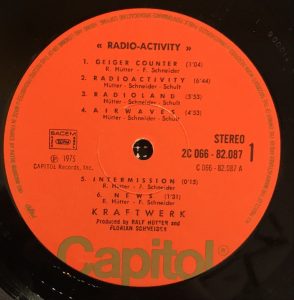 « RADIO-ACTIVITY »
1. GEIGER COUNTER (1'04)
R. Hütter - F. Schneider
2. RADIOACTIVITY (6'44)
Hütter - Schneider - Schult
3. RADIOLAND (5'53)
Hütter - Schneider - Schult
4. AIRWAVES (4'53)
Hütter - Schneider - Schult
SACEM
STEREO
℗ 1975
CAPITOL Records, Inc.
2C 066 - 82.087 1
C 066 - 82.087 A
5. INTERMISSION (0'15)
R. Hütter - F. Schneider
6. NEWS (1'31)
R. Hütter - F. Schneider
KRAFTWERK
Produced by RALF HÜTTER and
FLORIAN SCHNEIDER
Capitol®